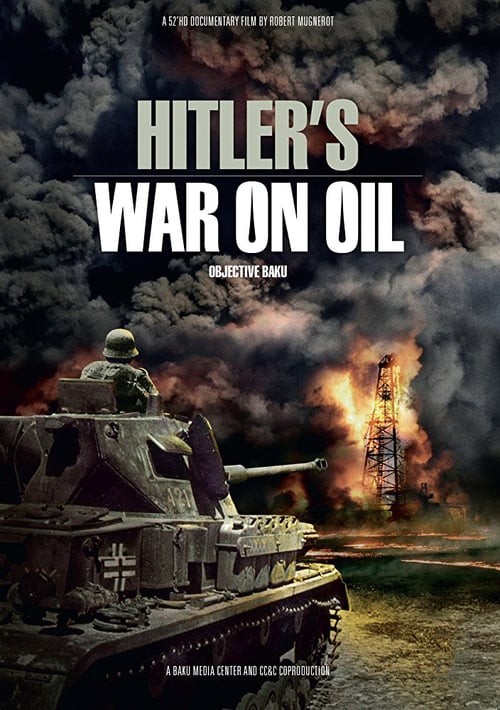 A 52'HD DOCUMENTARY FILM BY ROBERT MUGNEROT
HITLER'S
WAR ON OIL
OBJECTIVE BAKU
A BAKU MEDIA CENTER AND CC&C COPRODUCTION